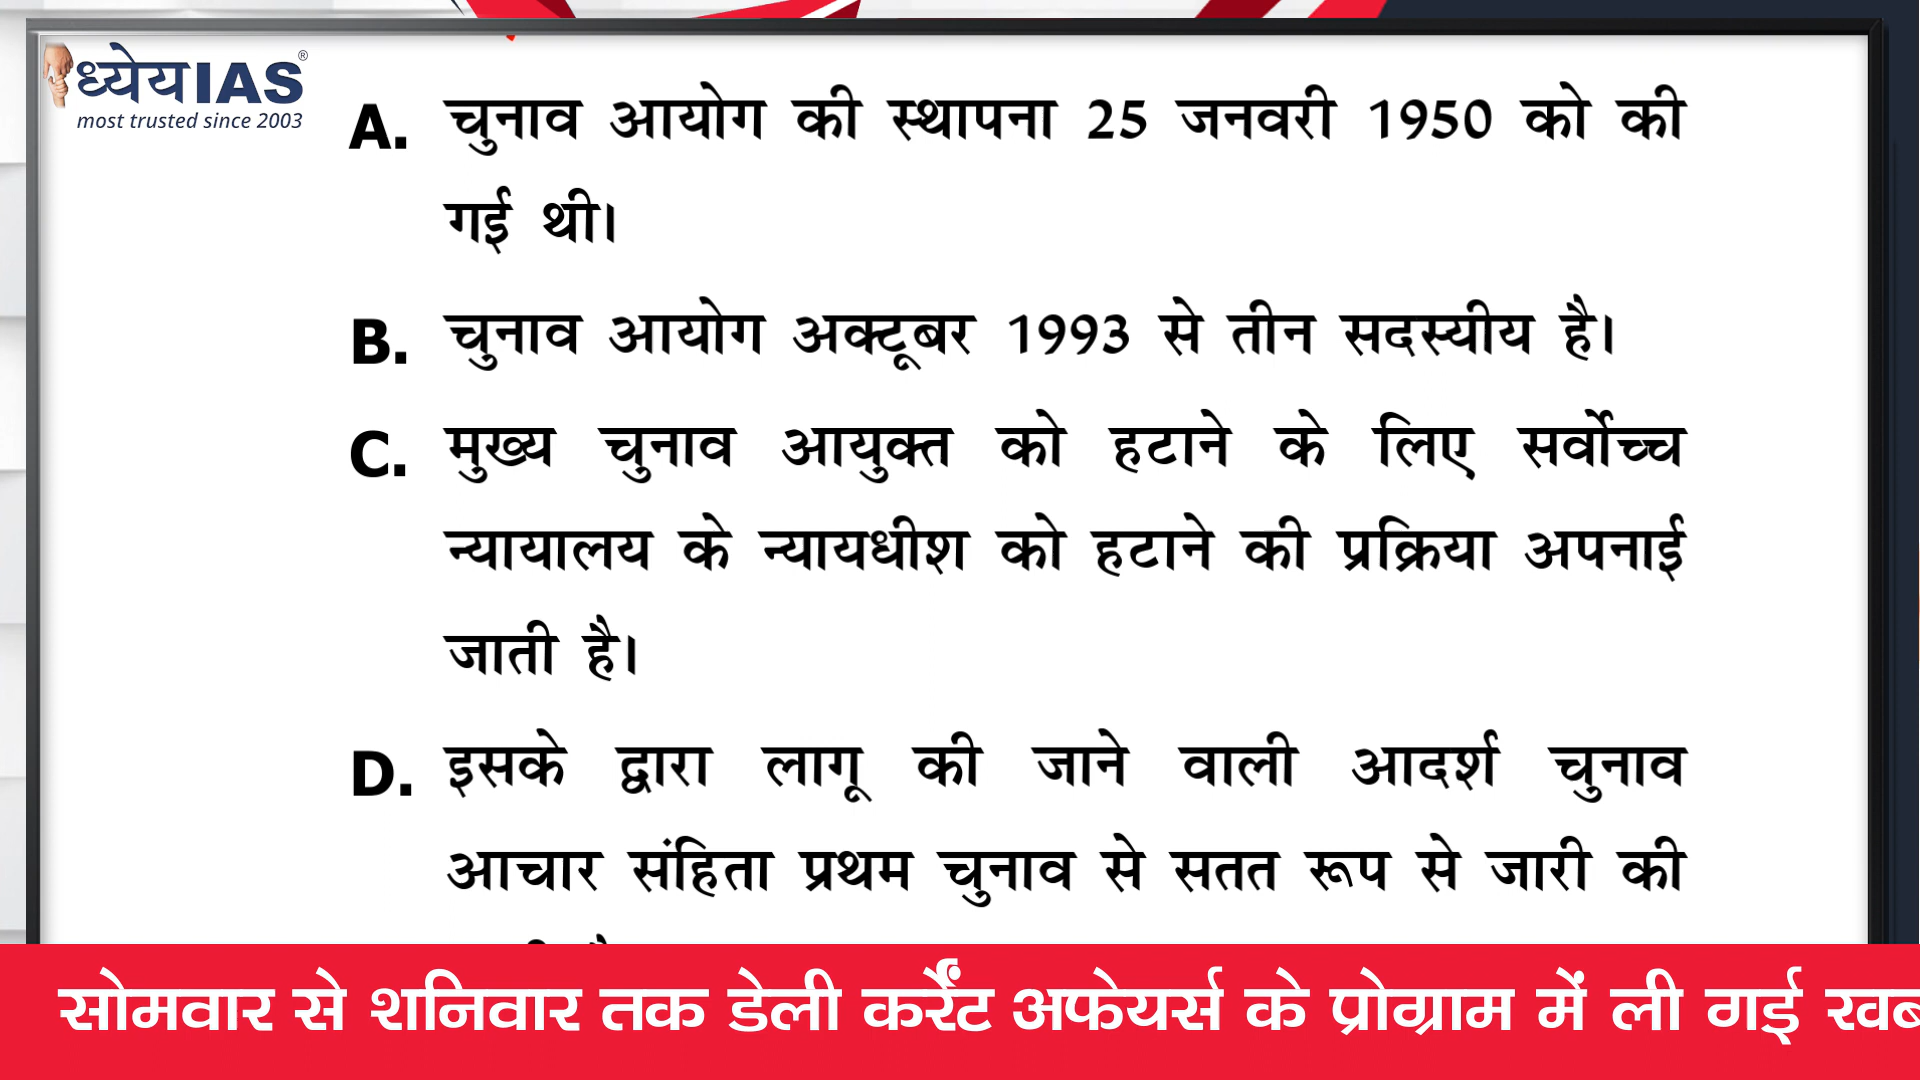 ध्येय IAS®
most trusted since 2003
A. चुनाव आयोग की स्थापना 25 जनवरी 1950 को की
गई थी।
B. चुनाव आयोग अक्टूबर 1993 से तीन सदस्यीय है।
C. मुख्य चुनाव आयुक्त को हटाने के लिए सर्वोच्च
न्यायालय के न्यायधीश को हटाने की प्रक्रिया अपनाई
जाती है।
D. इसके द्वारा लागू की जाने वाली आदर्श चुनाव
आचार संहिता प्रथम चुनाव से सतत रूप से जारी की
सोमवार से शनिवार तक डेली करेंट अफेयर्स के प्रोग्राम में ली गई